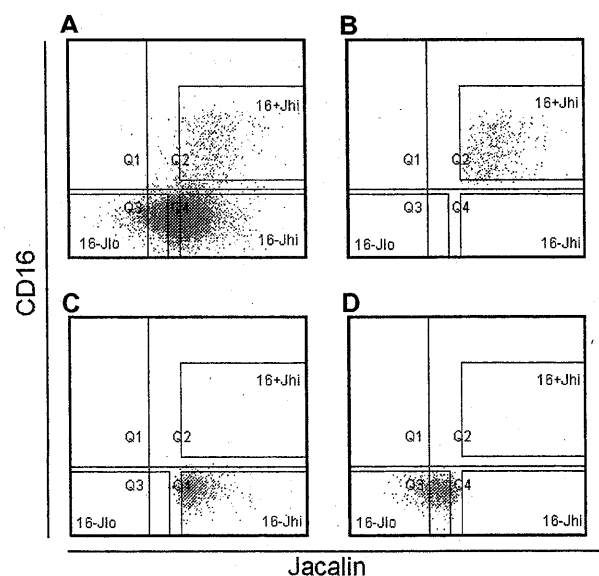 A
16+Jhi
Q1
Q2
Q3
Q4
16-Jlo
16-Jhi
B
16+Jhi
Q1
Q2
Q3
Q4
16-Jlo
16-Jhi
C
16+Jhi
Q1
Q2
Q3
Q4
16-Jlo
16-Jhi
D
16+Jhi
Q1
Q2
Q3
Q4
16-Jlo
16-Jhi
CD16
Jacalin